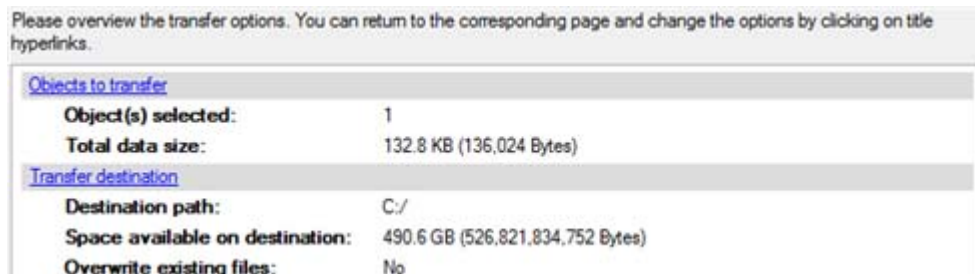 Please overview the transfer options. You can return to the corresponding page and change the options by clicking on title
hyperlinks.
Objects to transfer
Object(s) selected: 1
Total data size: 132.8 KB (136,024 Bytes)
Transfer destination
Destination path: C:/
Space available on destination: 490.6 GB (526,821,834,752 Bytes)
Overwrite existing files: No